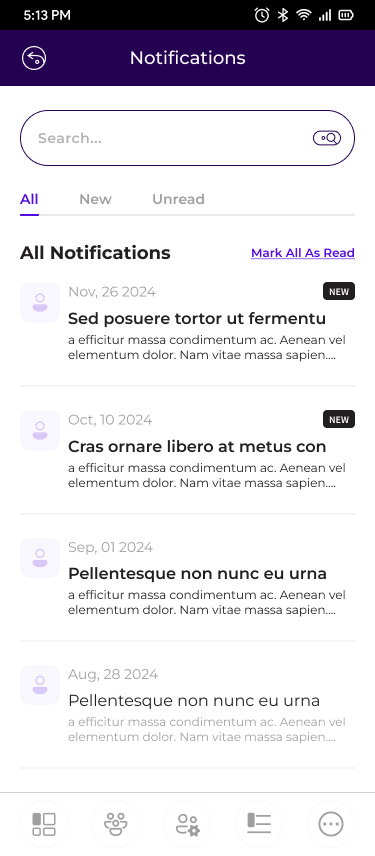 5:13 PM
Notifications
Search...
All New Unread
All Notifications Mark All As Read
Nov, 26 2024 NEW
Sed posuere tortor ut fermentu
a efficitur massa condimentum ac. Aenean vel
elementum dolor. Nam vitae massa sapien....
Oct, 10 2024 NEW
Cras ornare libero at metus con
a efficitur massa condimentum ac. Aenean vel
elementum dolor. Nam vitae massa sapien....
Sep, 01 2024
Pellentesque non nunc eu urna
a efficitur massa condimentum ac. Aenean vel
elementum dolor. Nam vitae massa sapien....
Aug, 28 2024
Pellentesque non nunc eu urna
a efficitur massa condimentum ac. Aenean vel
elementum dolor. Nam vitae massa sapien....